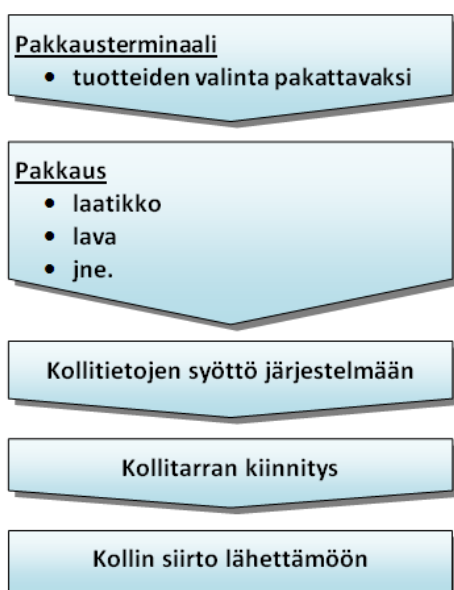 Pakkausterminaali
• tuotteiden valinta pakattavaksi
Pakkaus
• laatikko
• lava
• jne.
Kollitietojen syöttö järjestelmään
Kollitarran kiinnitys
Kollin siirto lähettämöön